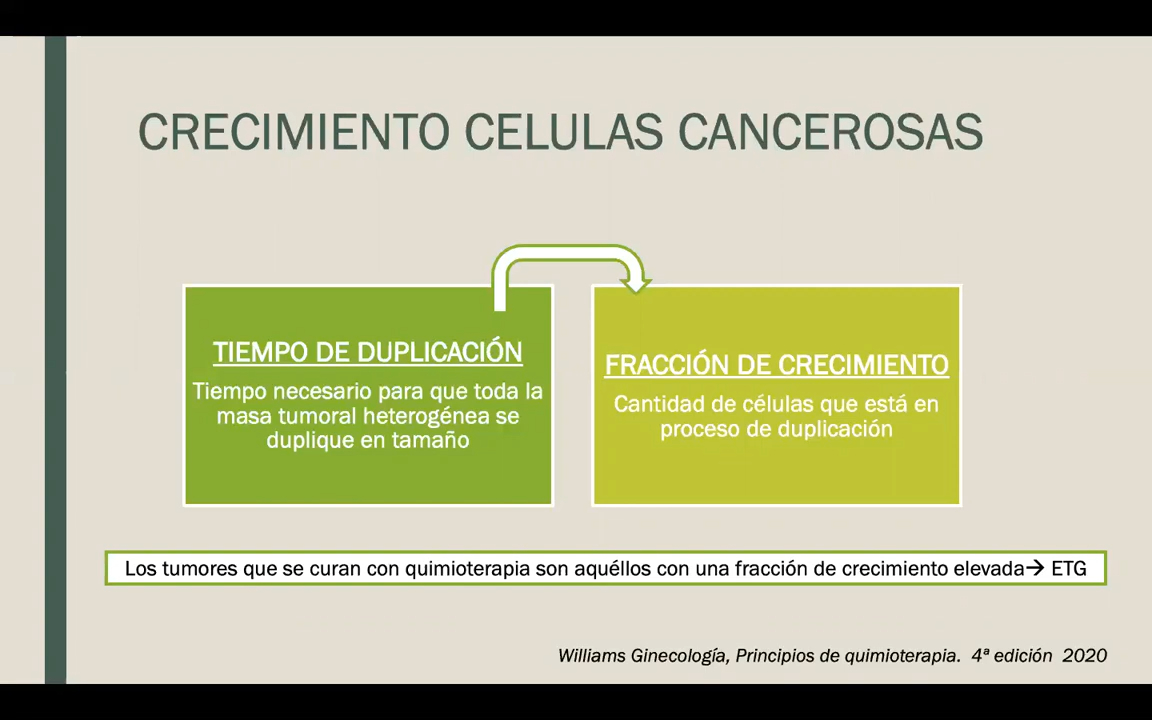 CRECIMIENTO CELULAS CANCEROSAS
TIEMPO DE DUPLICACIÓN
Tiempo necesario para que toda la
masa tumoral heterogénea se
duplique en tamaño
FRACCIÓN DE CRECIMIENTO
Cantidad de células que está en
proceso de duplicación
Los tumores que se curan con quimioterapia son aquéllos con una fracción de crecimiento elevada→ ETG
Williams Ginecología, Principios de quimioterapia. 4ª edición 2020